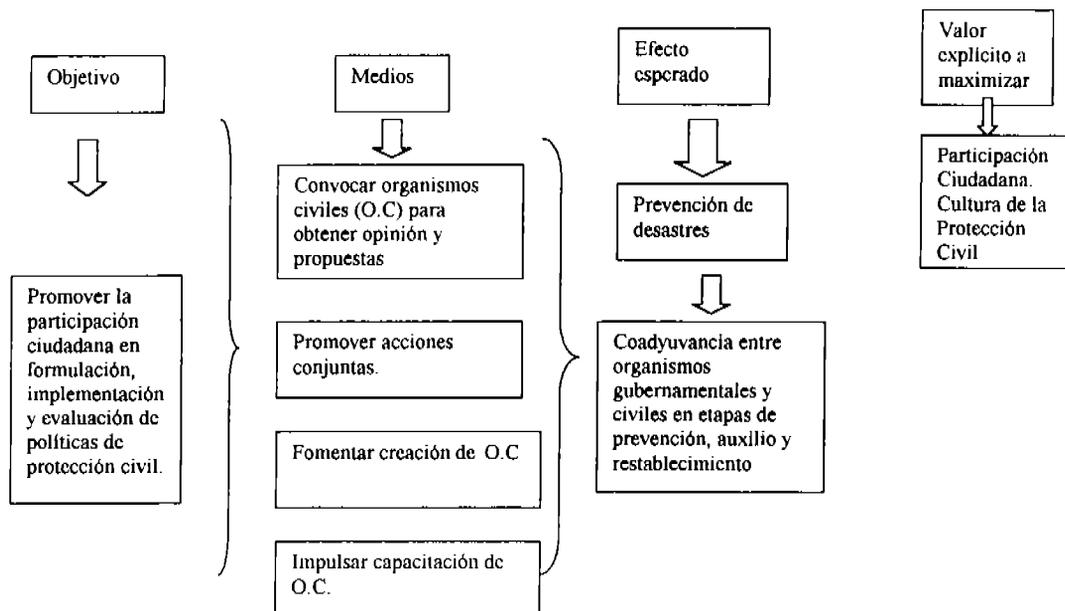 Objetivo
Promover la
participación
ciudadana en
formulación,
implementación
y evaluación de
políticas de
protección civil.
Medios
Convocar organismos
civiles (O.C) para
obtener opinión y
propuestas
Promover acciones
conjuntas.
Fomentar creación de O.C
Impulsar capacitación de
O.C.
Efecto
esperado
Prevención de
desastres
Coadyuvancia entre
organismos
gubernamentales y
civiles en etapas de
prevención, auxilio y
restablecimiento
Valor
explícito a
maximizar
Participación
Ciudadana.
Cultura de la
Protección
Civil